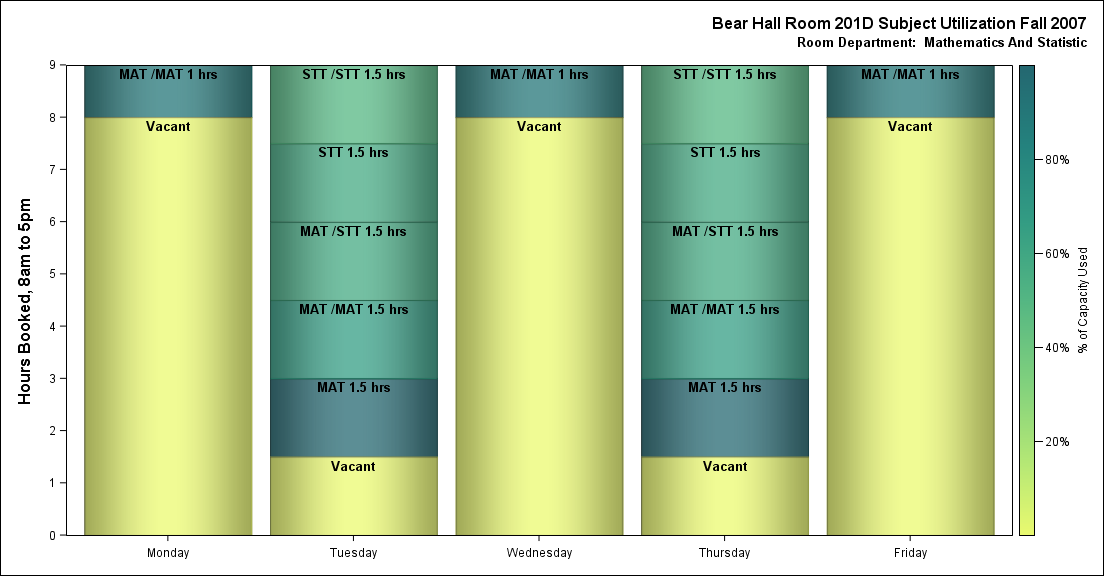 Bear Hall Room 201D Subject Utilization Fall 2007
Room Department:  Mathematics And Statistic
Hours Booked, 8am to 5pm
9
8
7
6
5
4
3
2
1
0
MAT /MAT 1 hrs
Vacant
Monday
STT /STT 1.5 hrs
STT 1.5 hrs
MAT /STT 1.5 hrs
MAT /MAT 1.5 hrs
MAT 1.5 hrs
Vacant
Tuesday
MAT /MAT 1 hrs
Vacant
Wednesday
STT /STT 1.5 hrs
STT 1.5 hrs
MAT /STT 1.5 hrs
MAT /MAT 1.5 hrs
MAT 1.5 hrs
Vacant
Thursday
MAT /MAT 1 hrs
Vacant
Friday
80%
60%
40%
20%
% of Capacity Used